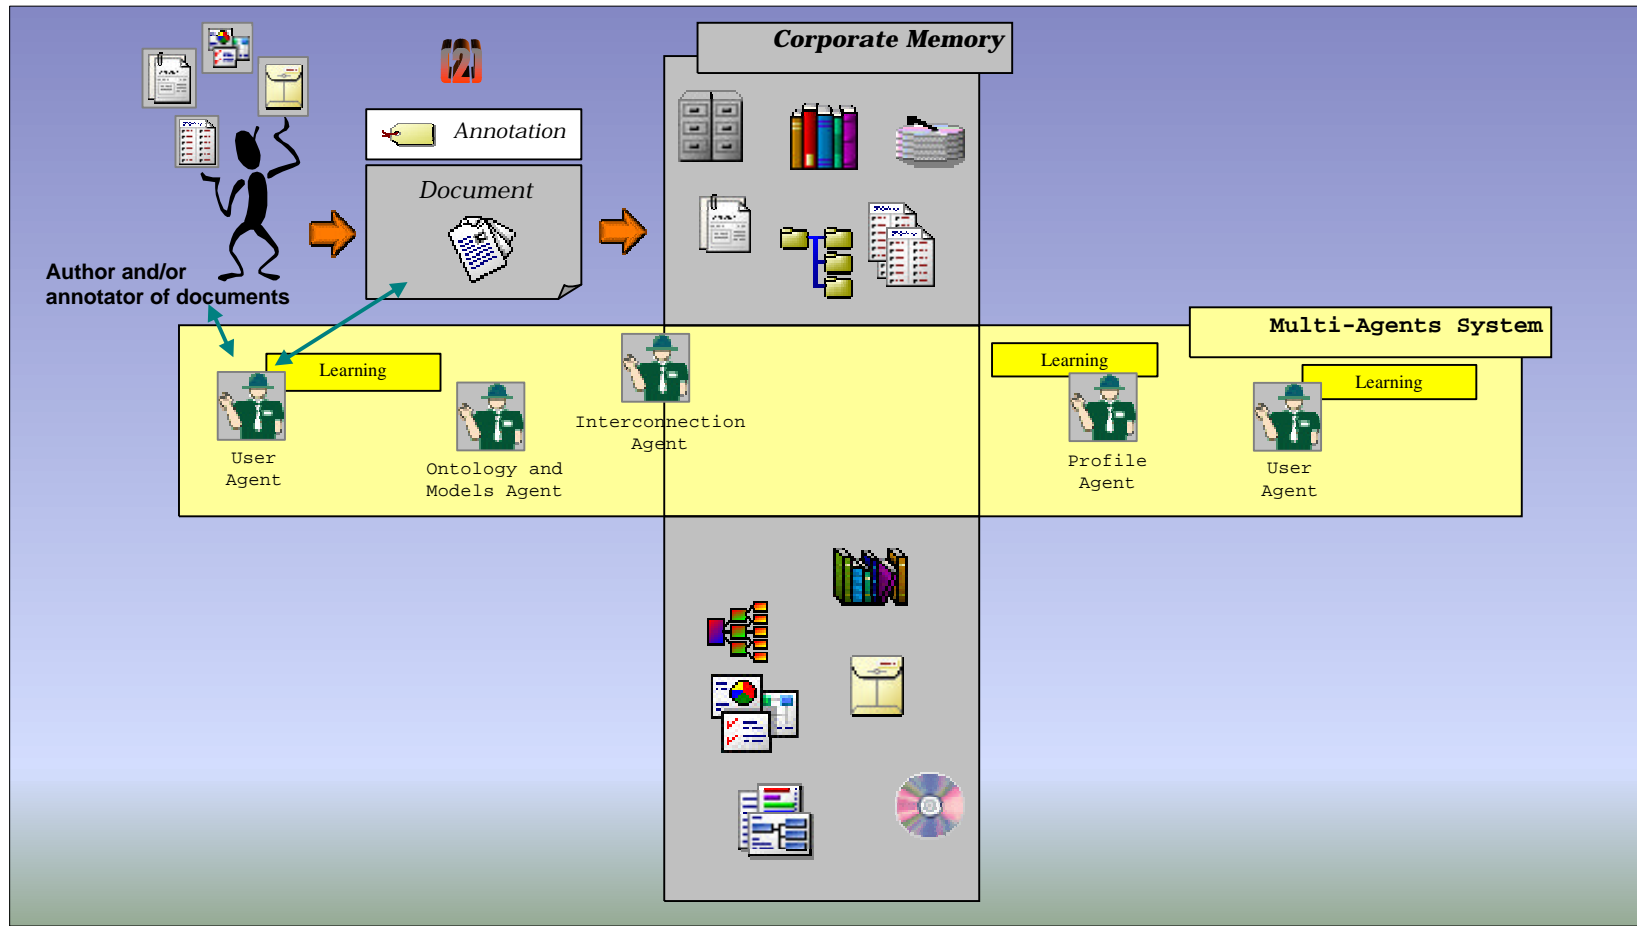 Corporate Memory
(2)
Annotation
Document
Author and/or
annotator of documents
Multi-Agents System
Learning
Learning
Learning
User
Agent
Ontology and
Models Agent
Interconnection
Agent
Profile
Agent
User
Agent